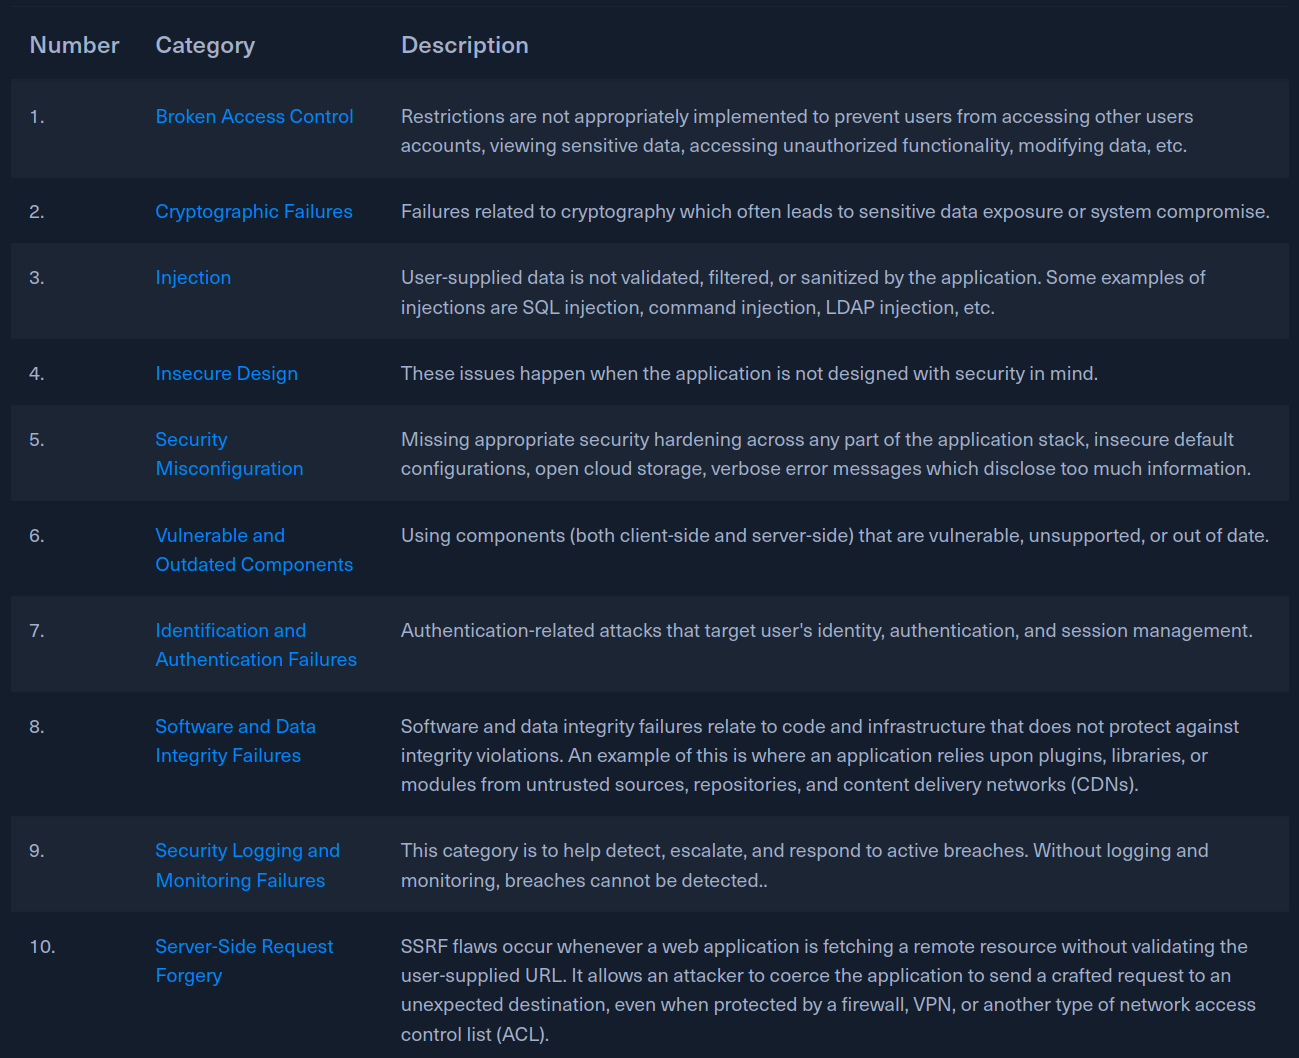 Number Category Description
1. Broken Access Control Restrictions are not appropriately implemented to prevent users from accessing other users
accounts, viewing sensitive data, accessing unauthorized functionality, modifying data, etc.
2. Cryptographic Failures Failures related to cryptography which often leads to sensitive data exposure or system compromise.
3. Injection User-supplied data is not validated, filtered, or sanitized by the application. Some examples of
injections are SQL injection, command injection, LDAP injection, etc.
4. Insecure Design These issues happen when the application is not designed with security in mind.
5. Security Missing appropriate security hardening across any part of the application stack, insecure default
Misconfiguration configurations, open cloud storage, verbose error messages which disclose too much information.
6. Vulnerable and Using components (both client-side and server-side) that are vulnerable, unsupported, or out of date.
Outdated Components
7. Identification and Authentication-related attacks that target user's identity, authentication, and session management.
Authentication Failures
8. Software and Data Software and data integrity failures relate to code and infrastructure that does not protect against
Integrity Failures integrity violations. An example of this is where an application relies upon plugins, libraries, or
modules from untrusted sources, repositories, and content delivery networks (CDNs).
9. Security Logging and This category is to help detect, escalate, and respond to active breaches. Without logging and
Monitoring Failures monitoring, breaches cannot be detected..
10. Server-Side Request SSRF flaws occur whenever a web application is fetching a remote resource without validating the
Forgery user-supplied URL. It allows an attacker to coerce the application to send a crafted request to an
unexpected destination, even when protected by a firewall, VPN, or another type of network access
control list (ACL).